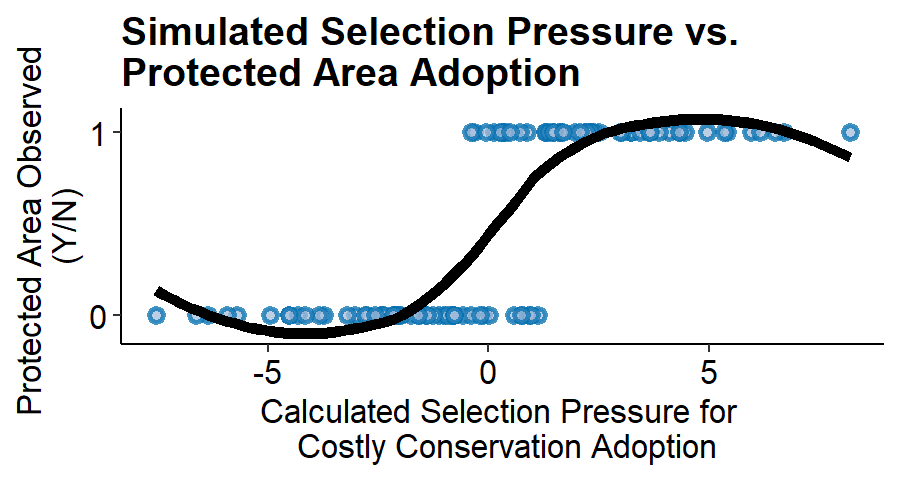 Simulated Selection Pressure vs.
Protected Area Adoption
Protected Area Observed
(Y/N)
1
0
-5
0
5
Calculated Selection Pressure for
Costly Conservation Adoption